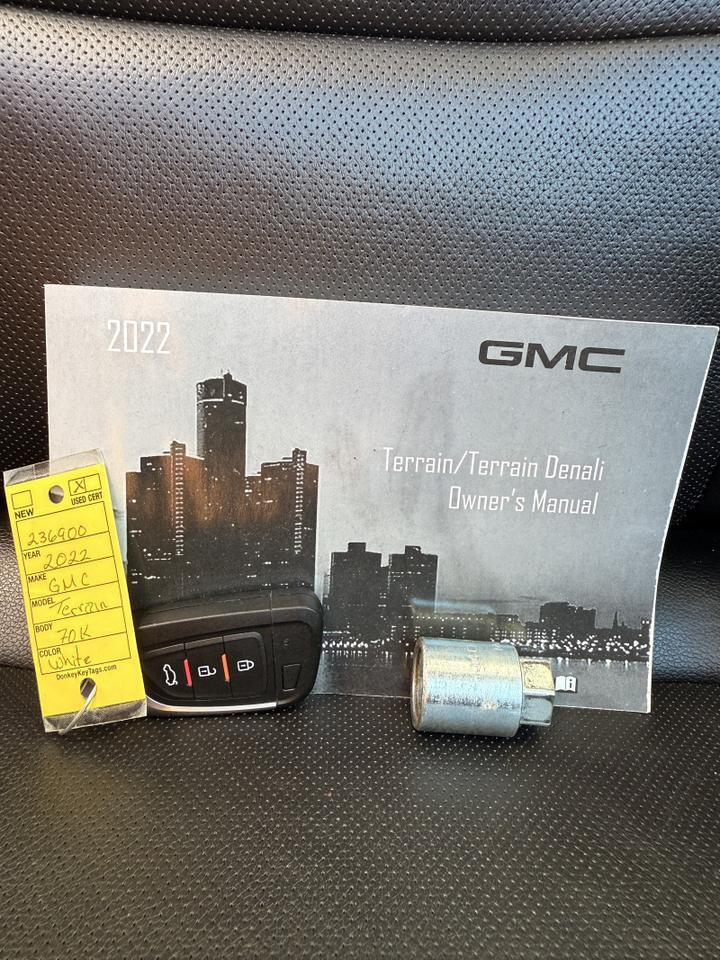 2022
GMC
Terrain/Terrain Denali
Owner's Manual
NEW
X
USED CERT
236900
YEAR 2022
MAKE GMC
MODEL Terrain
BODY 70K
COLOR White
DonkeyKeyTags.com